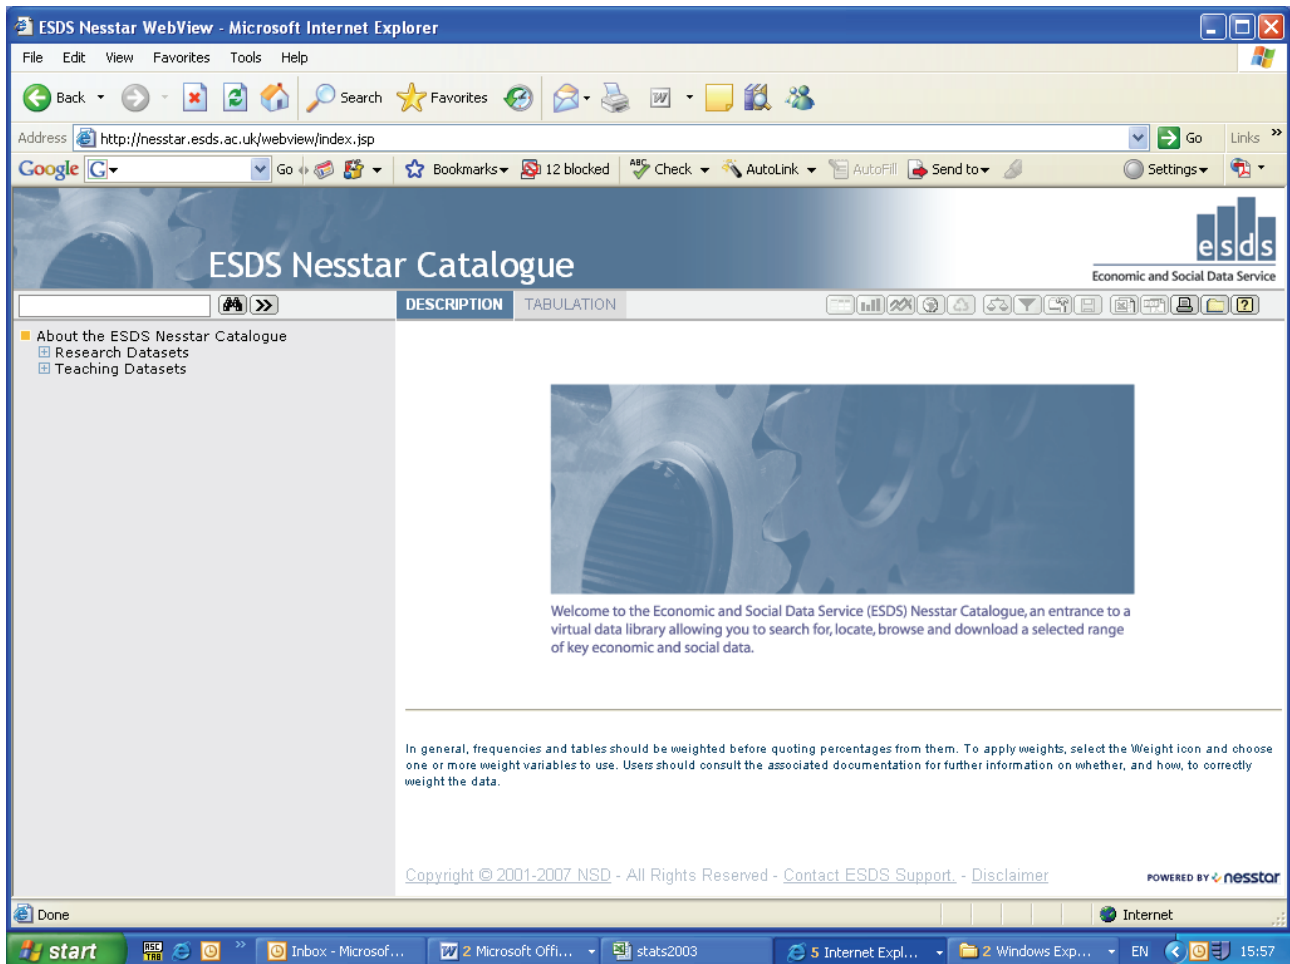 ESDS Nesstar WebView - Microsoft Internet Explorer
File Edit View Favorites Tools Help
Back Search Favorites W
Address http://nesstar.esds.ac.uk/webview/index.jsp Go Links »
Google G Go 12 blocked Bookmarks ABC Check AutoLink AutoFill Send to Settings
ESDS Nesstar Catalogue
esds
Economic and Social Data Service
DESCRIPTION TABULATION
About the ESDS Nesstar Catalogue
Research Datasets
Teaching Datasets
Welcome to the Economic and Social Data Service (ESDS) Nesstar Catalogue, an entrance to a
virtual data library allowing you to search for, locate, browse and download a selected range
of key economic and social data.
In general, frequencies and tables should be weighted before quoting percentages from them. To apply weights, select the Weight icon and choose
one or more weight variables to use. Users should consult the associated documentation for further information on whether, and how, to correctly
weight the data.
Copyright © 2001-2007 NSD - All Rights Reserved - Contact ESDS Support. - Disclaimer
POWERED BY nesstar
Done Internet
start ASC TAB » Inbox - Microsof... 2 Microsoft Offi... stats2003 5 Internet Expl... 2 Windows Exp... EN 15:57